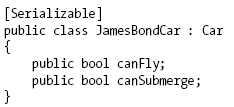 [Serializable]
public class JamesBondCar : Car
{
    public bool canFly;
    public bool canSubmerge;
}